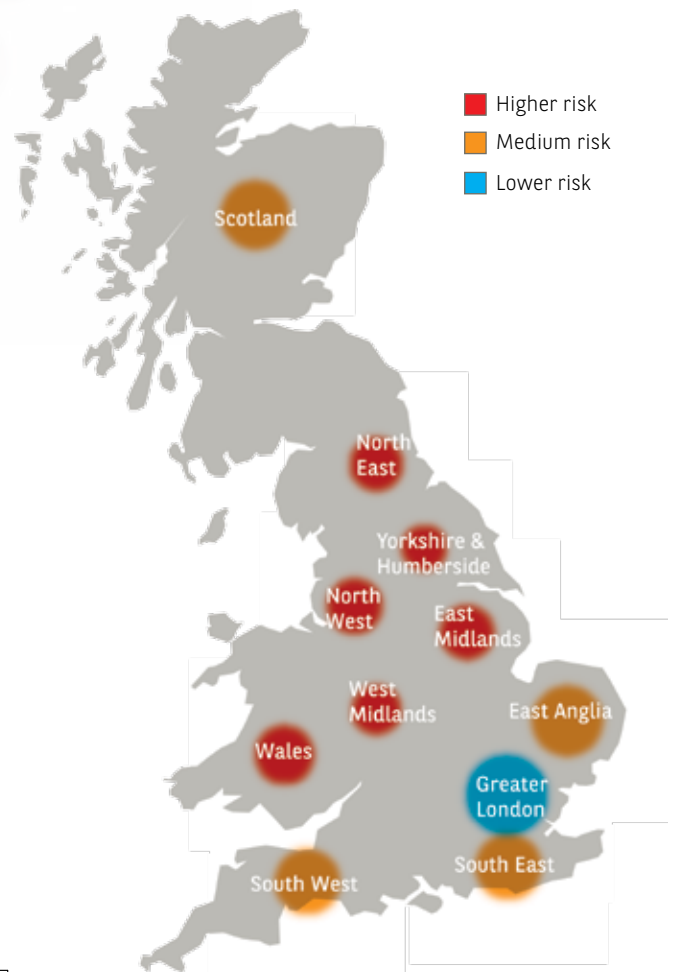 Higher risk
Medium risk
Lower risk
Scotland
North
East
Yorkshire &
Humberside
North
West
East
Midlands
West
Midlands
East Anglia
Wales
Greater
London
South East
South West